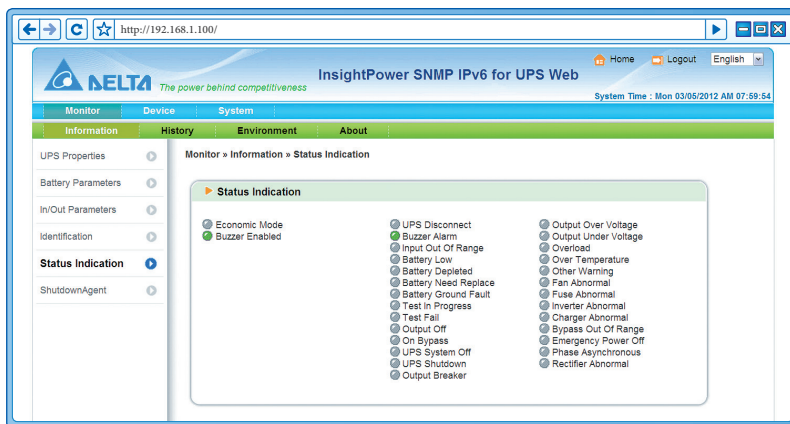 http://192.168.1.100/
DELTA The power behind competitiveness
InsightPower SNMP IPv6 for UPS Web
Home Logout English
System Time : Mon 03/05/2012 AM 07:59:54
Monitor Device System
Information History Environment About
UPS Properties
Battery Parameters
In/Out Parameters
Identification
Status Indication
ShutdownAgent
Monitor » Information » Status Indication
Status Indication
Economic Mode
Buzzer Enabled
UPS Disconnect
Buzzer Alarm
Input Out Of Range
Battery Low
Battery Depleted
Battery Need Replace
Battery Ground Fault
Test In Progress
Test Fail
Output Off
On Bypass
UPS System Off
UPS Shutdown
Output Breaker
Output Over Voltage
Output Under Voltage
Overload
Over Temperature
Other Warning
Fan Abnormal
Fuse Abnormal
Inverter Abnormal
Charger Abnormal
Bypass Out Of Range
Emergency Power Off
Phase Asynchronous
Rectifier Abnormal